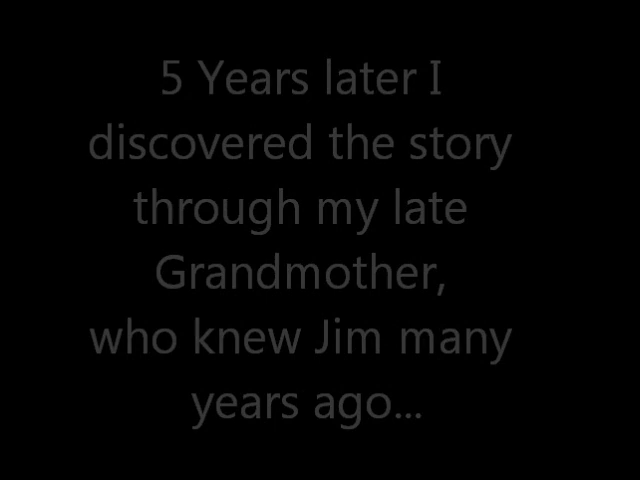 5 Years later I
discovered the story
through my late
Grandmother,
who knew Jim many
years ago...